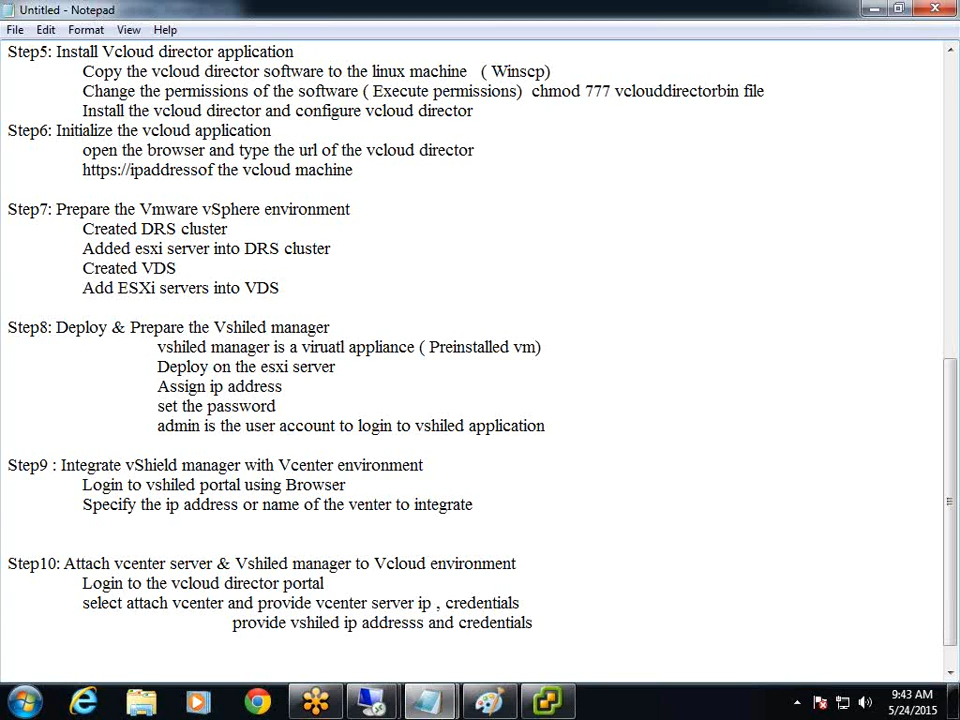 Untitled - Notepad
File Edit Format View Help
Step5: Install Vcloud director application
Copy the vcloud director software to the linux machine ( Winscp)
Change the permissions of the software ( Execute permissions) chmod 777 vclouddirectorbin file
Install the vcloud director and configure vcloud director
Step6: Initialize the vcloud application
open the browser and type the url of the vcloud director
https://ipaddressof the vcloud machine
Step7: Prepare the Vmware vSphere environment
Created DRS cluster
Added esxi server into DRS cluster
Created VDS
Add ESXi servers into VDS
Step8: Deploy & Prepare the Vshiled manager
vshiled manager is a viruatl appliance ( Preinstalled vm)
Deploy on the esxi server
Assign ip address
set the password
admin is the user account to login to vshiled application
Step9 : Integrate vShield manager with Vcenter environment
Login to vshiled portal using Browser
Specify the ip address or name of the venter to integrate
Step10: Attach vcenter server & Vshiled manager to Vcloud environment
Login to the vcloud director portal
select attach vcenter and provide vcenter server ip , credentials
provide vshiled ip addresss and credentials
9:43 AM
5/24/2015